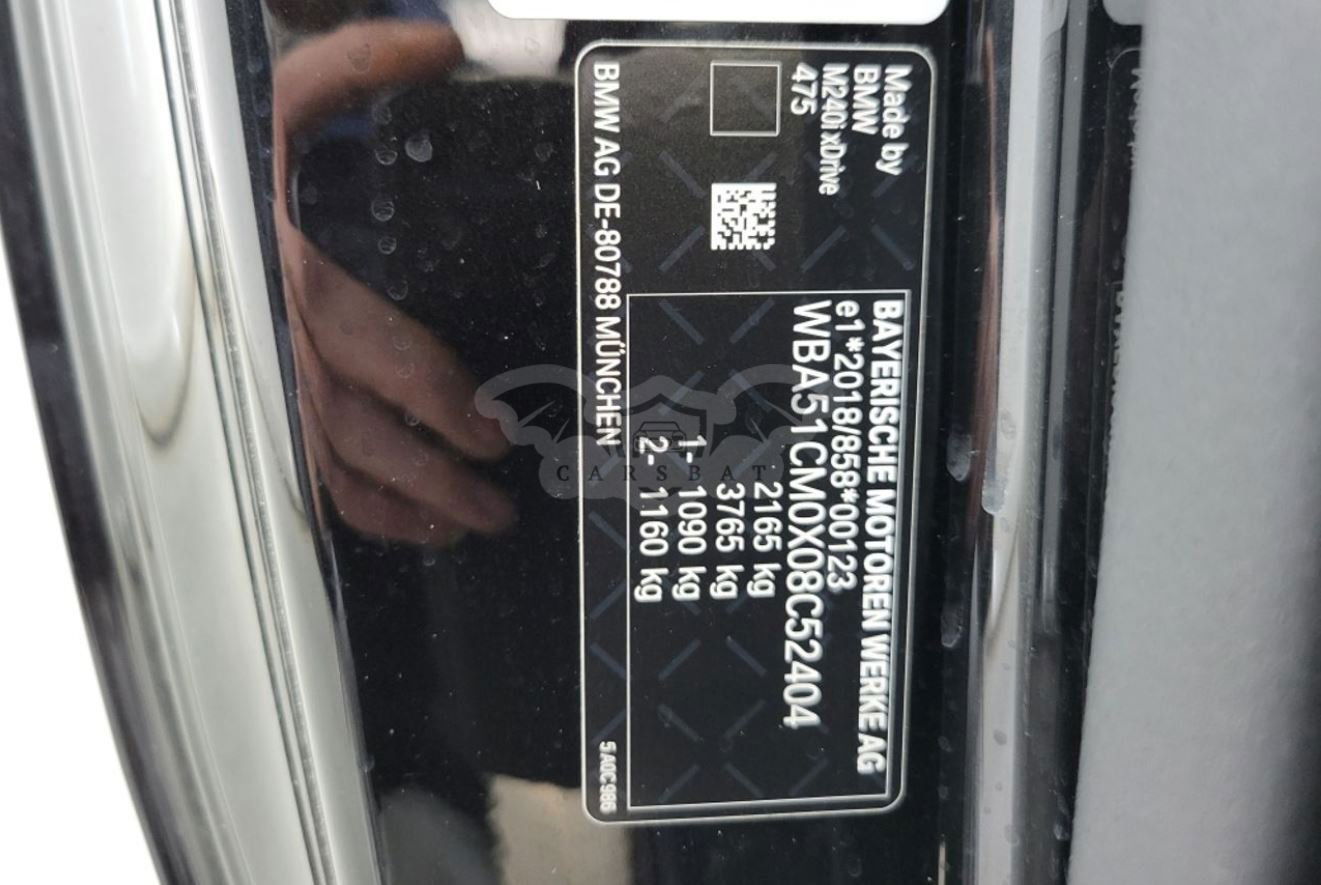 Made by
BMW
M240i xDrive
475
BAYERISCHE MOTOREN WERKE AG
e1*2018/858*00123
WBA51CM0X08C52404
2165 kg
3765 kg
1- 1090 kg
2- 1160 kg
BMW AG DE-80788 MÜNCHEN
5A0C986
CARSBAT